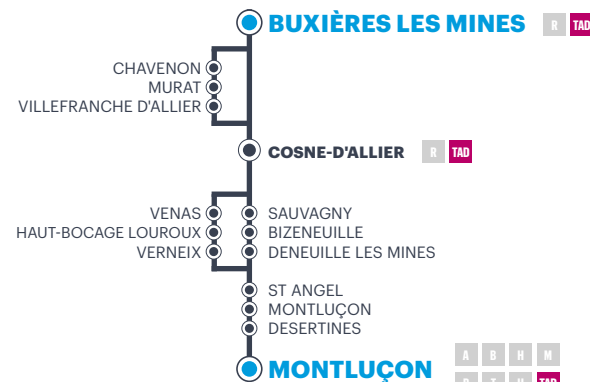 BUXIÈRES LES MINES R TAD
CHAVENON
MURAT
VILLEFRANCHE D'ALLIER
COSNE-D'ALLIER R TAD
VENAS SAUVAGNY
HAUT-BOCAGE LOUROUX BIZENEUILLE
VERNEIX DENEUILLE LES MINES
ST ANGEL
MONTLUÇON
DESERTINES
MONTLUÇON A B H M
TAD